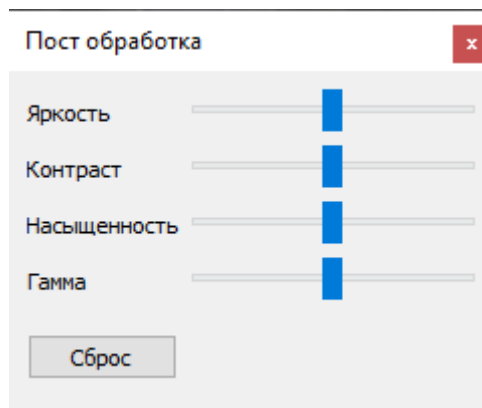 Пост обработка
x
Яркость
Контраст
Насыщенность
Гамма
Сброс